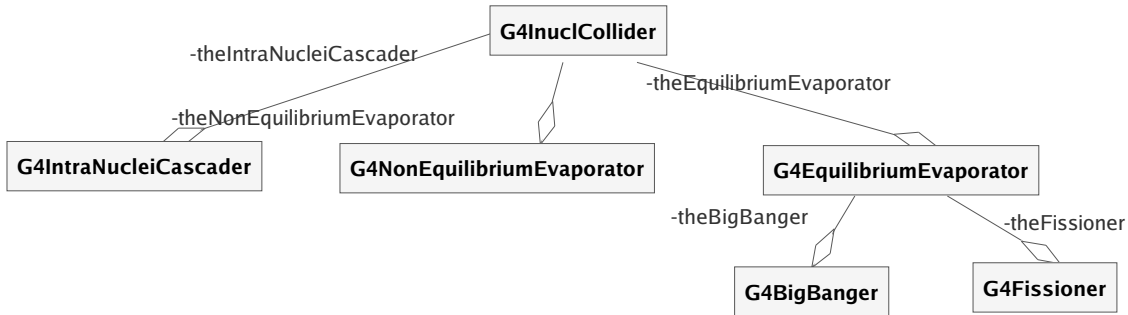 G4InuclCollider
-theIntraNucleiCascader
-theEquilibriumEvaporator
-theNonEquilibriumEvaporator
G4IntraNucleiCascader
G4NonEquilibriumEvaporator
G4EquilibriumEvaporator
-theBigBanger
-theFissioner
G4BigBanger
G4Fissioner